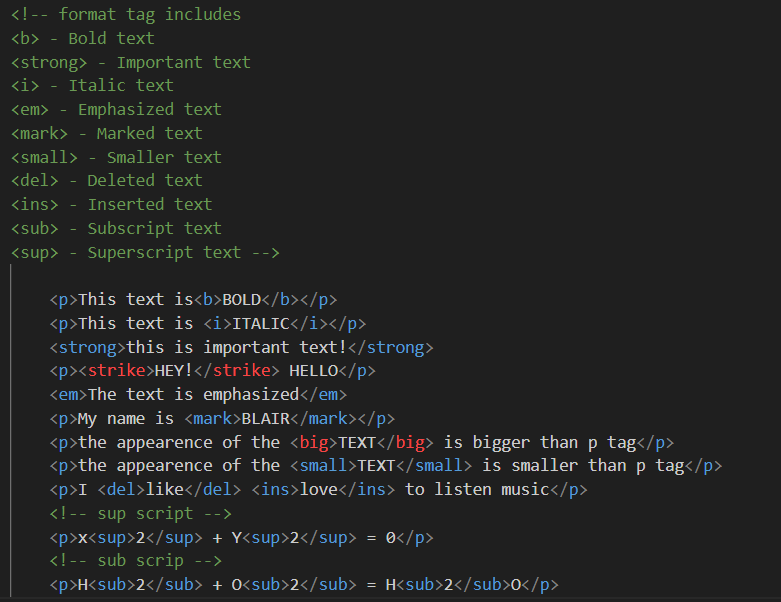 <!-- format tag includes
<b> - Bold text
<strong> - Important text
<i> - Italic text
<em> - Emphasized text
<mark> - Marked text
<small> - Smaller text
<del> - Deleted text
<ins> - Inserted text
<sub> - Subscript text
<sup> - Superscript text -->
<p>This text is<b>BOLD</b></p>
<p>This text is <i>ITALIC</i></p>
<strong>this is important text!</strong>
<p><strike>HEY!</strike> HELLO</p>
<em>The text is emphasized</em>
<p>My name is <mark>BLAIR</mark></p>
<p>the appearence of the <big>TEXT</big> is bigger than p tag</p>
<p>the appearence of the <small>TEXT</small> is smaller than p tag</p>
<p>I <del>like</del> <ins>love</ins> to listen music</p>
<!-- sup script -->
<p>x<sup>2</sup> + Y<sup>2</sup> = 0</p>
<!-- sub scrip -->
<p>H<sub>2</sub> + O<sub>2</sub> = H<sub>2</sub>O</p>